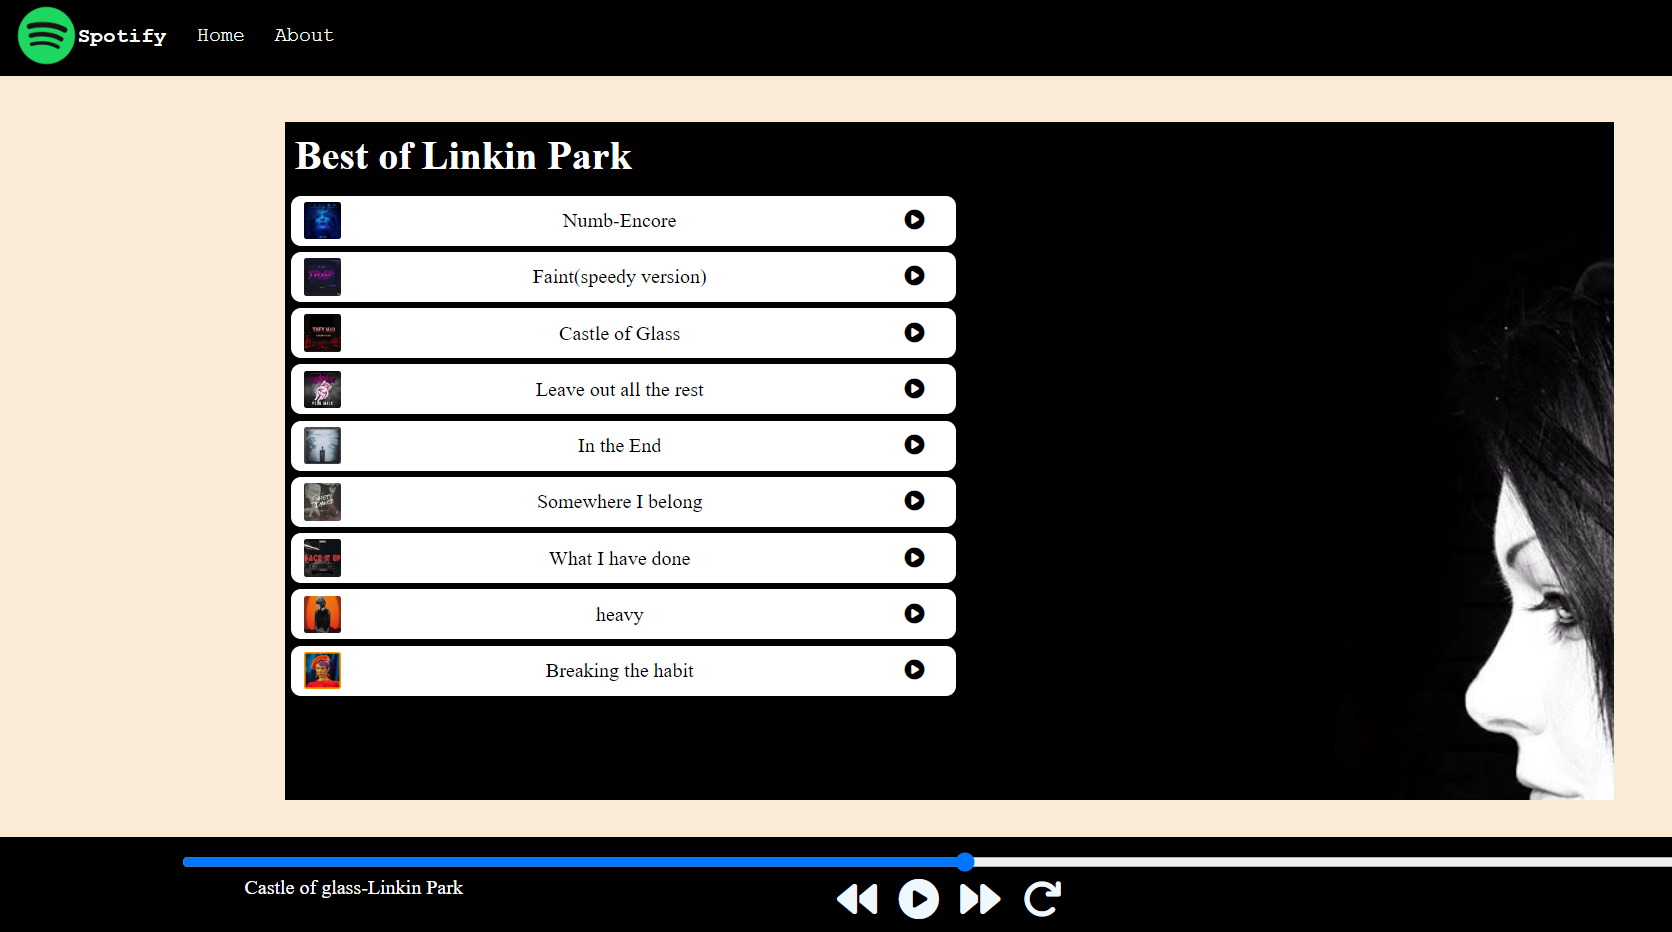 Spotify Home About
Best of Linkin Park
Numb-Encore
Faint(speedy version)
Castle of Glass
Leave out all the rest
In the End
Somewhere I belong
What I have done
heavy
Breaking the habit
Castle of glass-Linkin Park